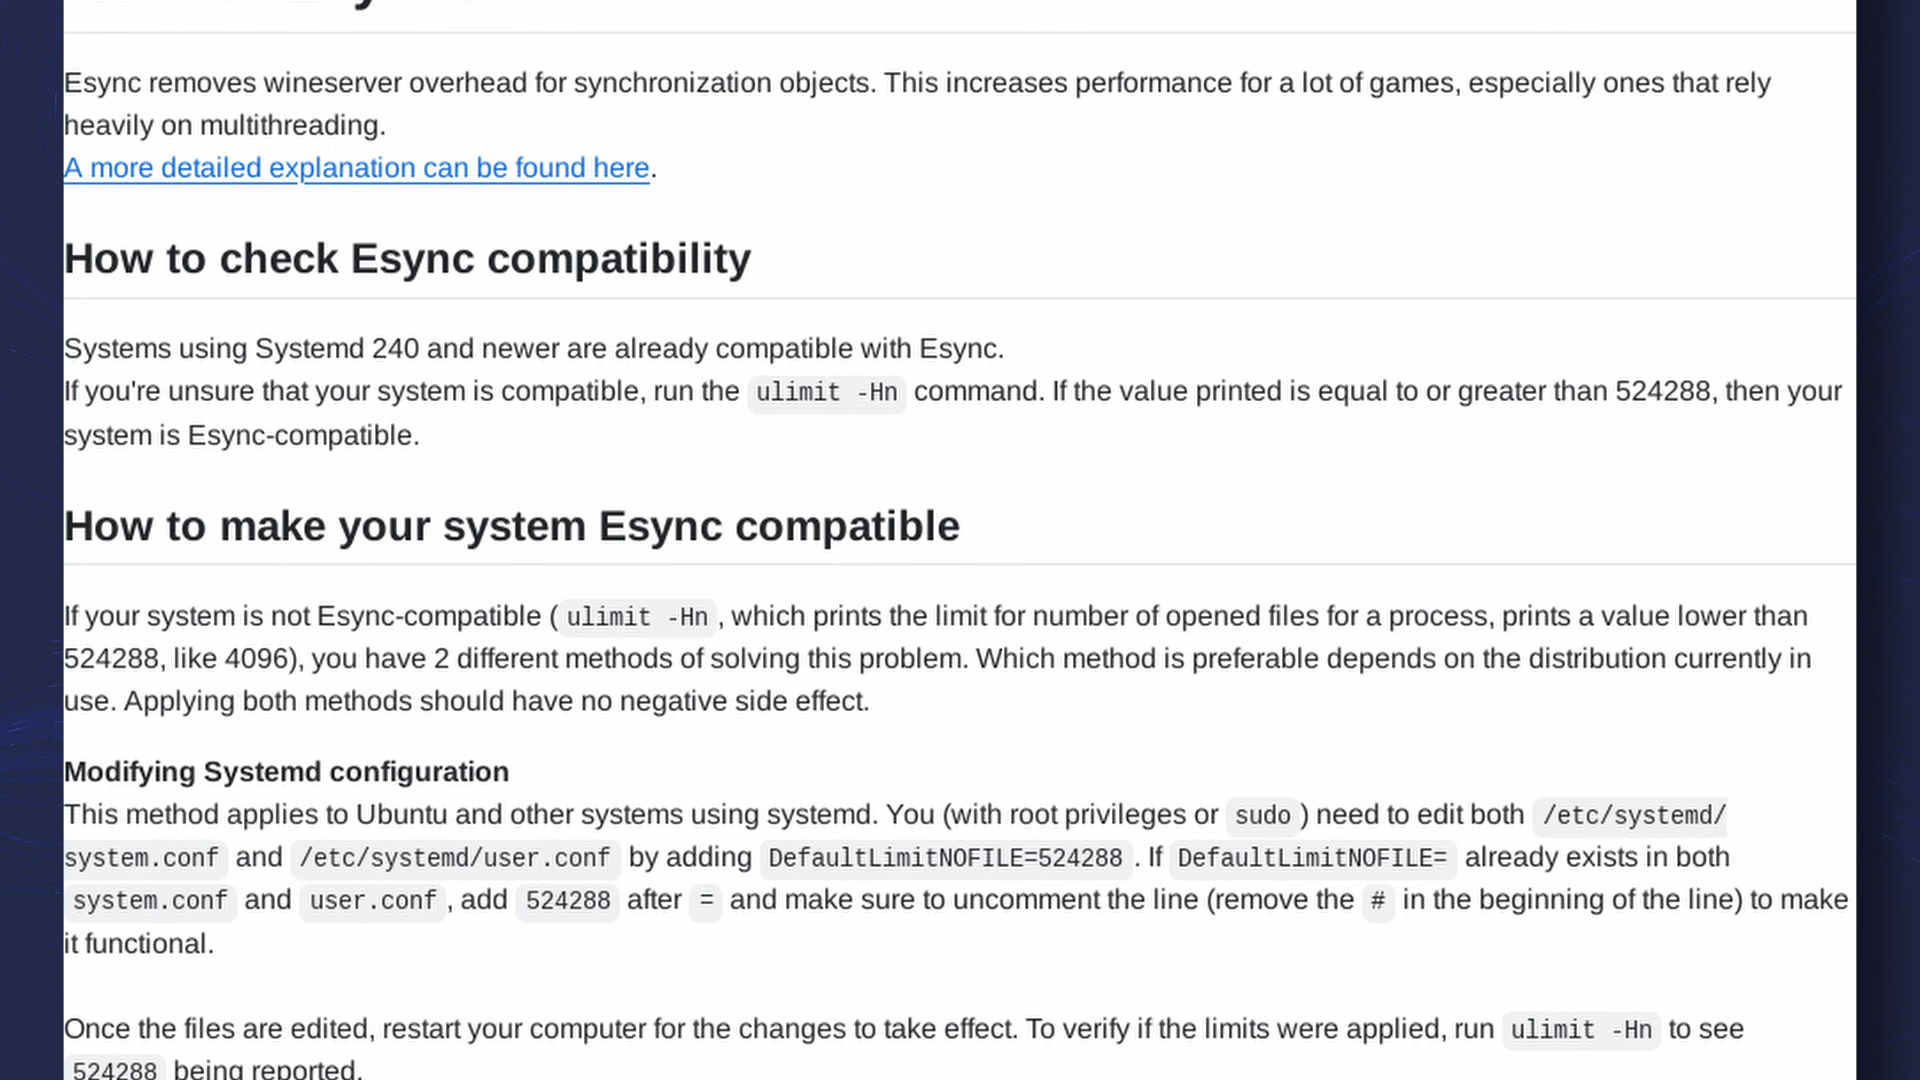 Esync removes wineserver overhead for synchronization objects. This increases performance for a lot of games, especially ones that rely
heavily on multithreading.
A more detailed explanation can be found here.
How to check Esync compatibility
Systems using Systemd 240 and newer are already compatible with Esync.
If you're unsure that your system is compatible, run the ulimit -Hn command. If the value printed is equal to or greater than 524288, then your
system is Esync-compatible.
How to make your system Esync compatible
If your system is not Esync-compatible (ulimit -Hn, which prints the limit for number of opened files for a process, prints a value lower than
524288, like 4096), you have 2 different methods of solving this problem. Which method is preferable depends on the distribution currently in
use. Applying both methods should have no negative side effect.
Modifying Systemd configuration
This method applies to Ubuntu and other systems using systemd. You (with root privileges or sudo) need to edit both /etc/systemd/
system.conf and /etc/systemd/user.conf by adding DefaultLimitNOFILE=524288. If DefaultLimitNOFILE= already exists in both
system.conf and user.conf, add 524288 after = and make sure to uncomment the line (remove the # in the beginning of the line) to make
it functional.
Once the files are edited, restart your computer for the changes to take effect. To verify if the limits were applied, run ulimit -Hn to see
524288 being reported.